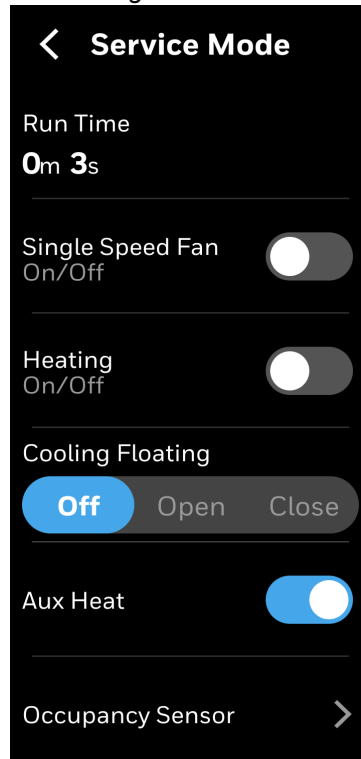 Service Mode
Run Time
0m 3s
Single Speed Fan
On/Off
Heating
On/Off
Cooling Floating
Off Open Close
Aux Heat
Occupancy Sensor